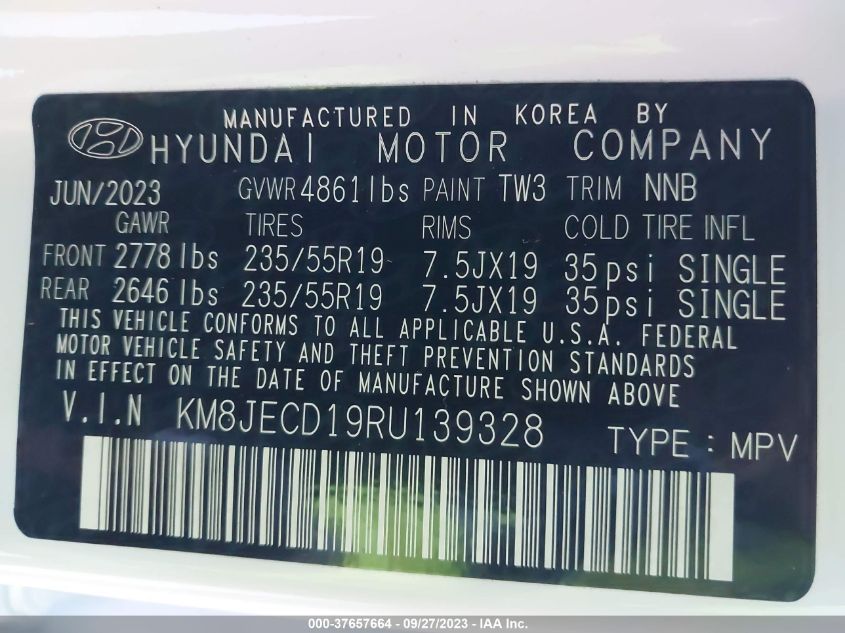 MANUFACTURED IN KOREA BY
HYUNDAI MOTOR COMPANY
JUN/2023 GVWR 4861lbs PAINT TW3 TRIM NNB
GAWR TIRES RIMS COLD TIRE INFL
FRONT 2778 lbs 235/55R19 7.5JX19 35psi SINGLE
REAR 2646 lbs 235/55R19 7.5JX19 35psi SINGLE
THIS VEHICLE CONFORMS TO ALL APPLICABLE U.S.A. FEDERAL
MOTOR VEHICLE SAFETY AND THEFT PREVENTION STANDARDS
IN EFFECT ON THE DATE OF MANUFACTURE SHOWN ABOVE
V.I.N KM8JECD19RU139328 TYPE : MPV
000-37657664 - 09/27/2023 - IAA Inc.